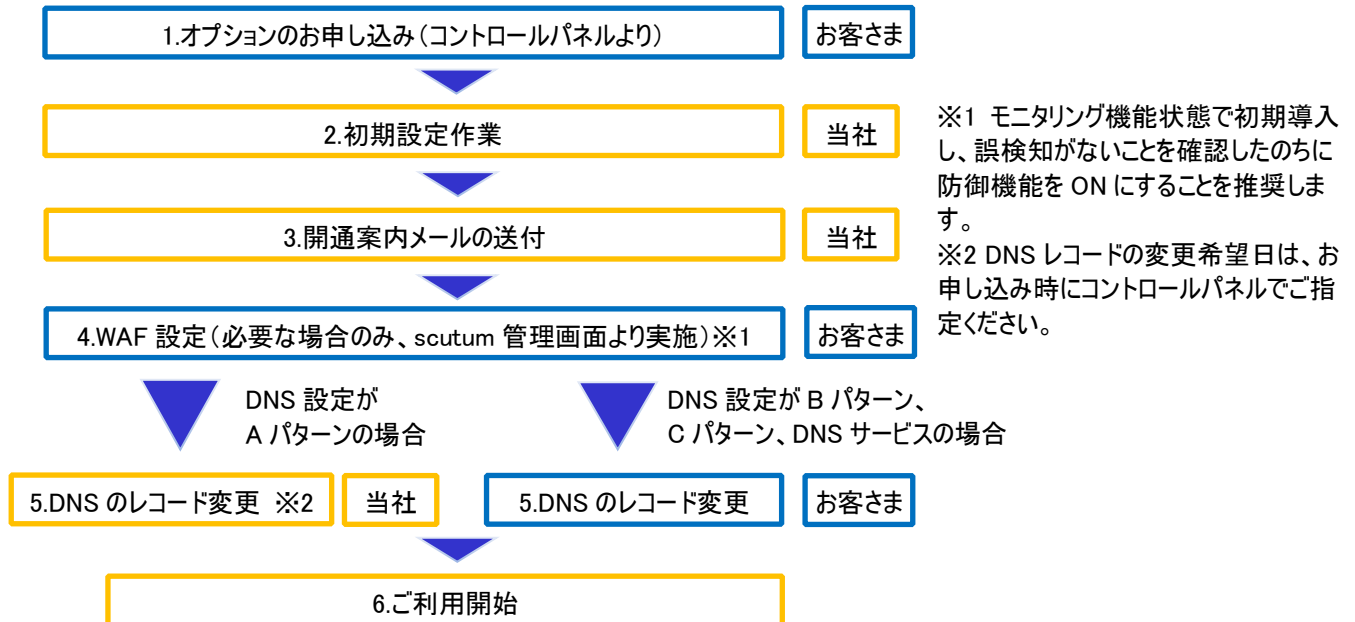 1.オプションのお申し込み（コントロールパネルより）
お客さま
2.初期設定作業
当社
3.開通案内メールの送付
当社
4.WAF 設定（必要な場合のみ、scutum 管理画面より実施）※1
お客さま
※1 モニタリング機能状態で初期導入
し、誤検知がないことを確認したのちに
防御機能を ON にすることを推奨しま
す。
※2 DNS レコードの変更希望日は、お
申し込み時にコントロールパネルでご指
定ください。
DNS 設定が
A パターンの場合
DNS 設定が B パターン、
C パターン、DNS サービスの場合
5.DNS のレコード変更 ※2
当社
5.DNS のレコード変更
お客さま
6.ご利用開始